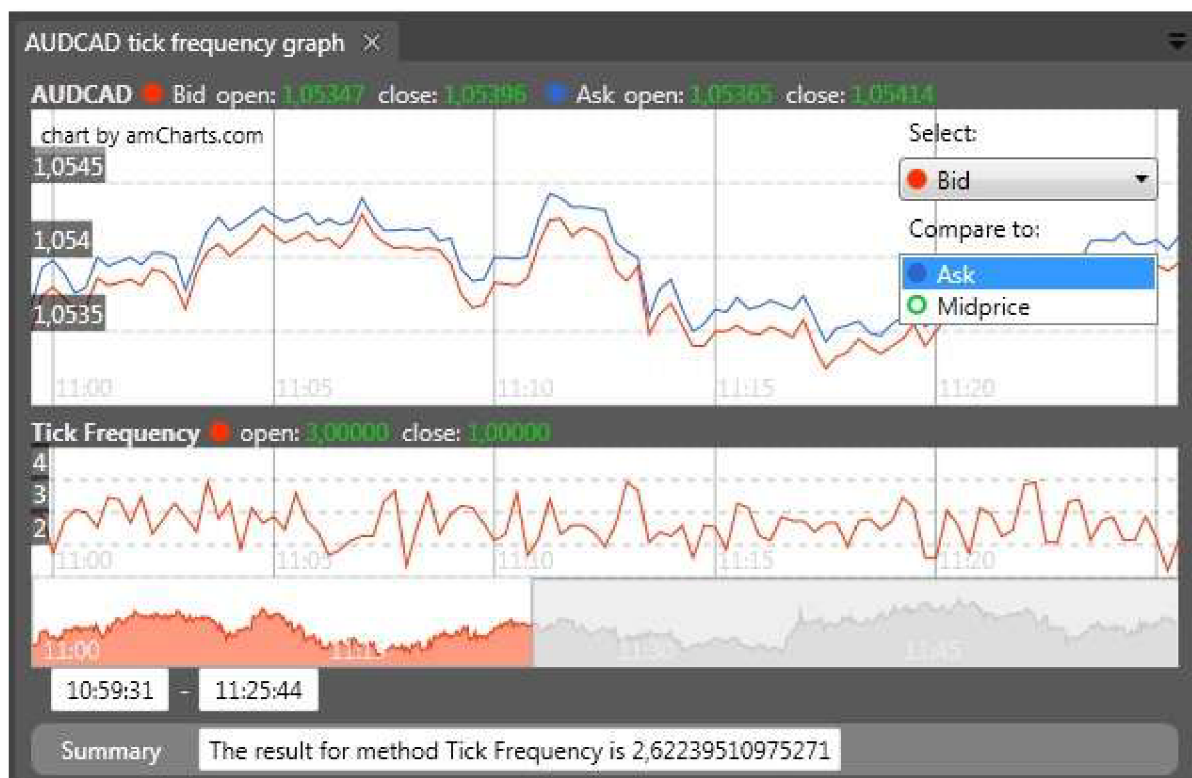 AUDCAD tick frequency graph ×
AUDCAD Bid open: 1,05347 close: 1,05396 Ask open: 1,05365 close: 1,05414
chart by amCharts.com
Select:
Bid
Compare to:
Ask
Midprice
1,0545
1,054
1,0535
11:00 11:05 11:10 11:15 11:20
Tick Frequency open: 3,00000 close: 1,00000
4
3
2
11:00 11:05 11:10 11:15 11:20
11:00 11:15 11:30 11:45
10:59:31 - 11:25:44
Summary The result for method Tick Frequency is 2,62239510975271